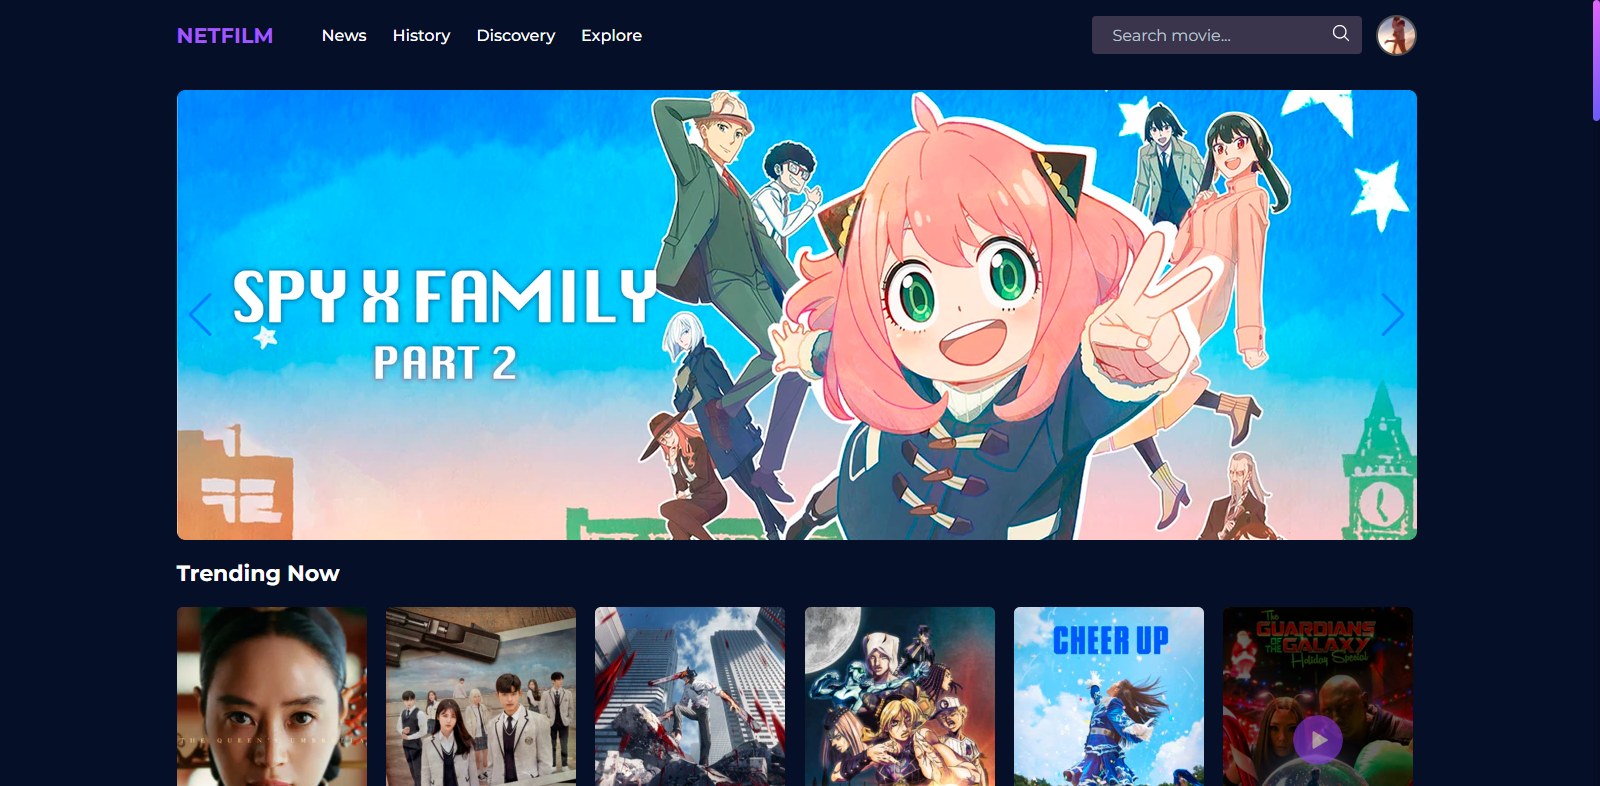 NETFILM
News
History
Discovery
Explore
Search movie...
SPY X FAMILY
PART 2
Trending Now
THE QUEEN'S UMBRELLA
CHEER UP
The
GUARDIANS
OF THE GALAXY
Holiday Special